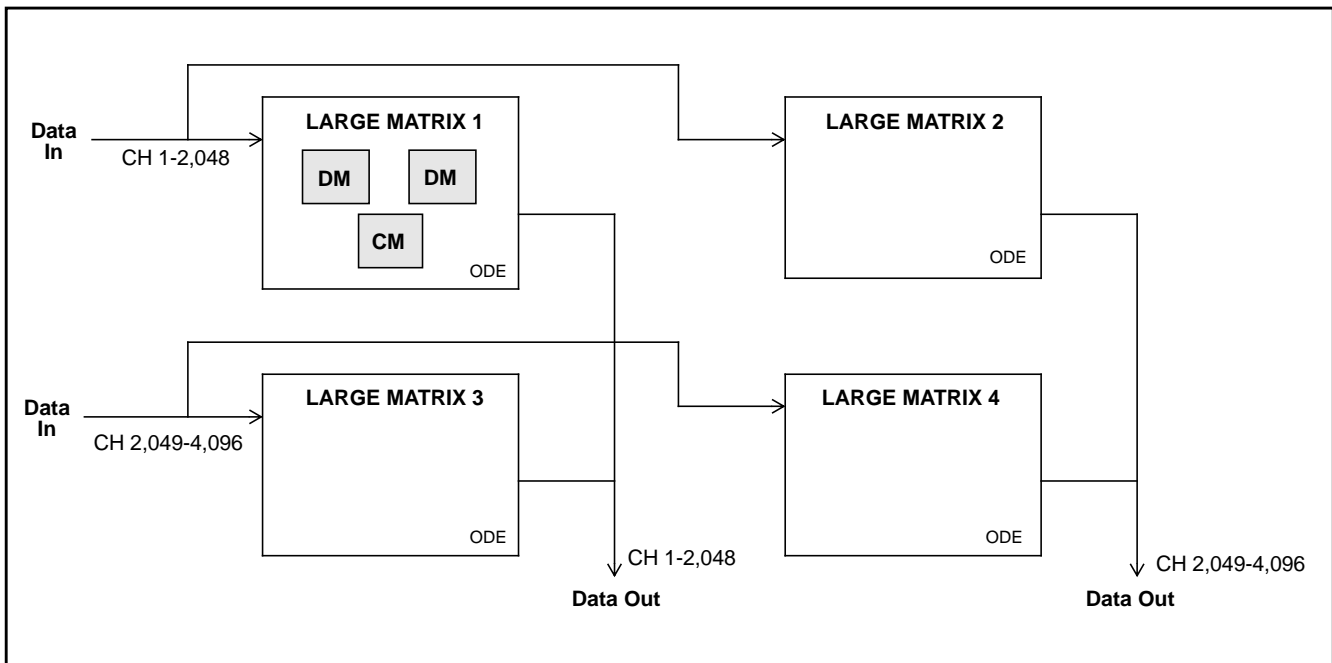 LARGE MATRIX 1
LARGE MATRIX 2
Data
In
CH 1-2,048
DM
DM
CM
ODE
ODE
LARGE MATRIX 3
LARGE MATRIX 4
Data
In
CH 2,049-4,096
ODE
ODE
CH 1-2,048
CH 2,049-4,096
Data Out
Data Out